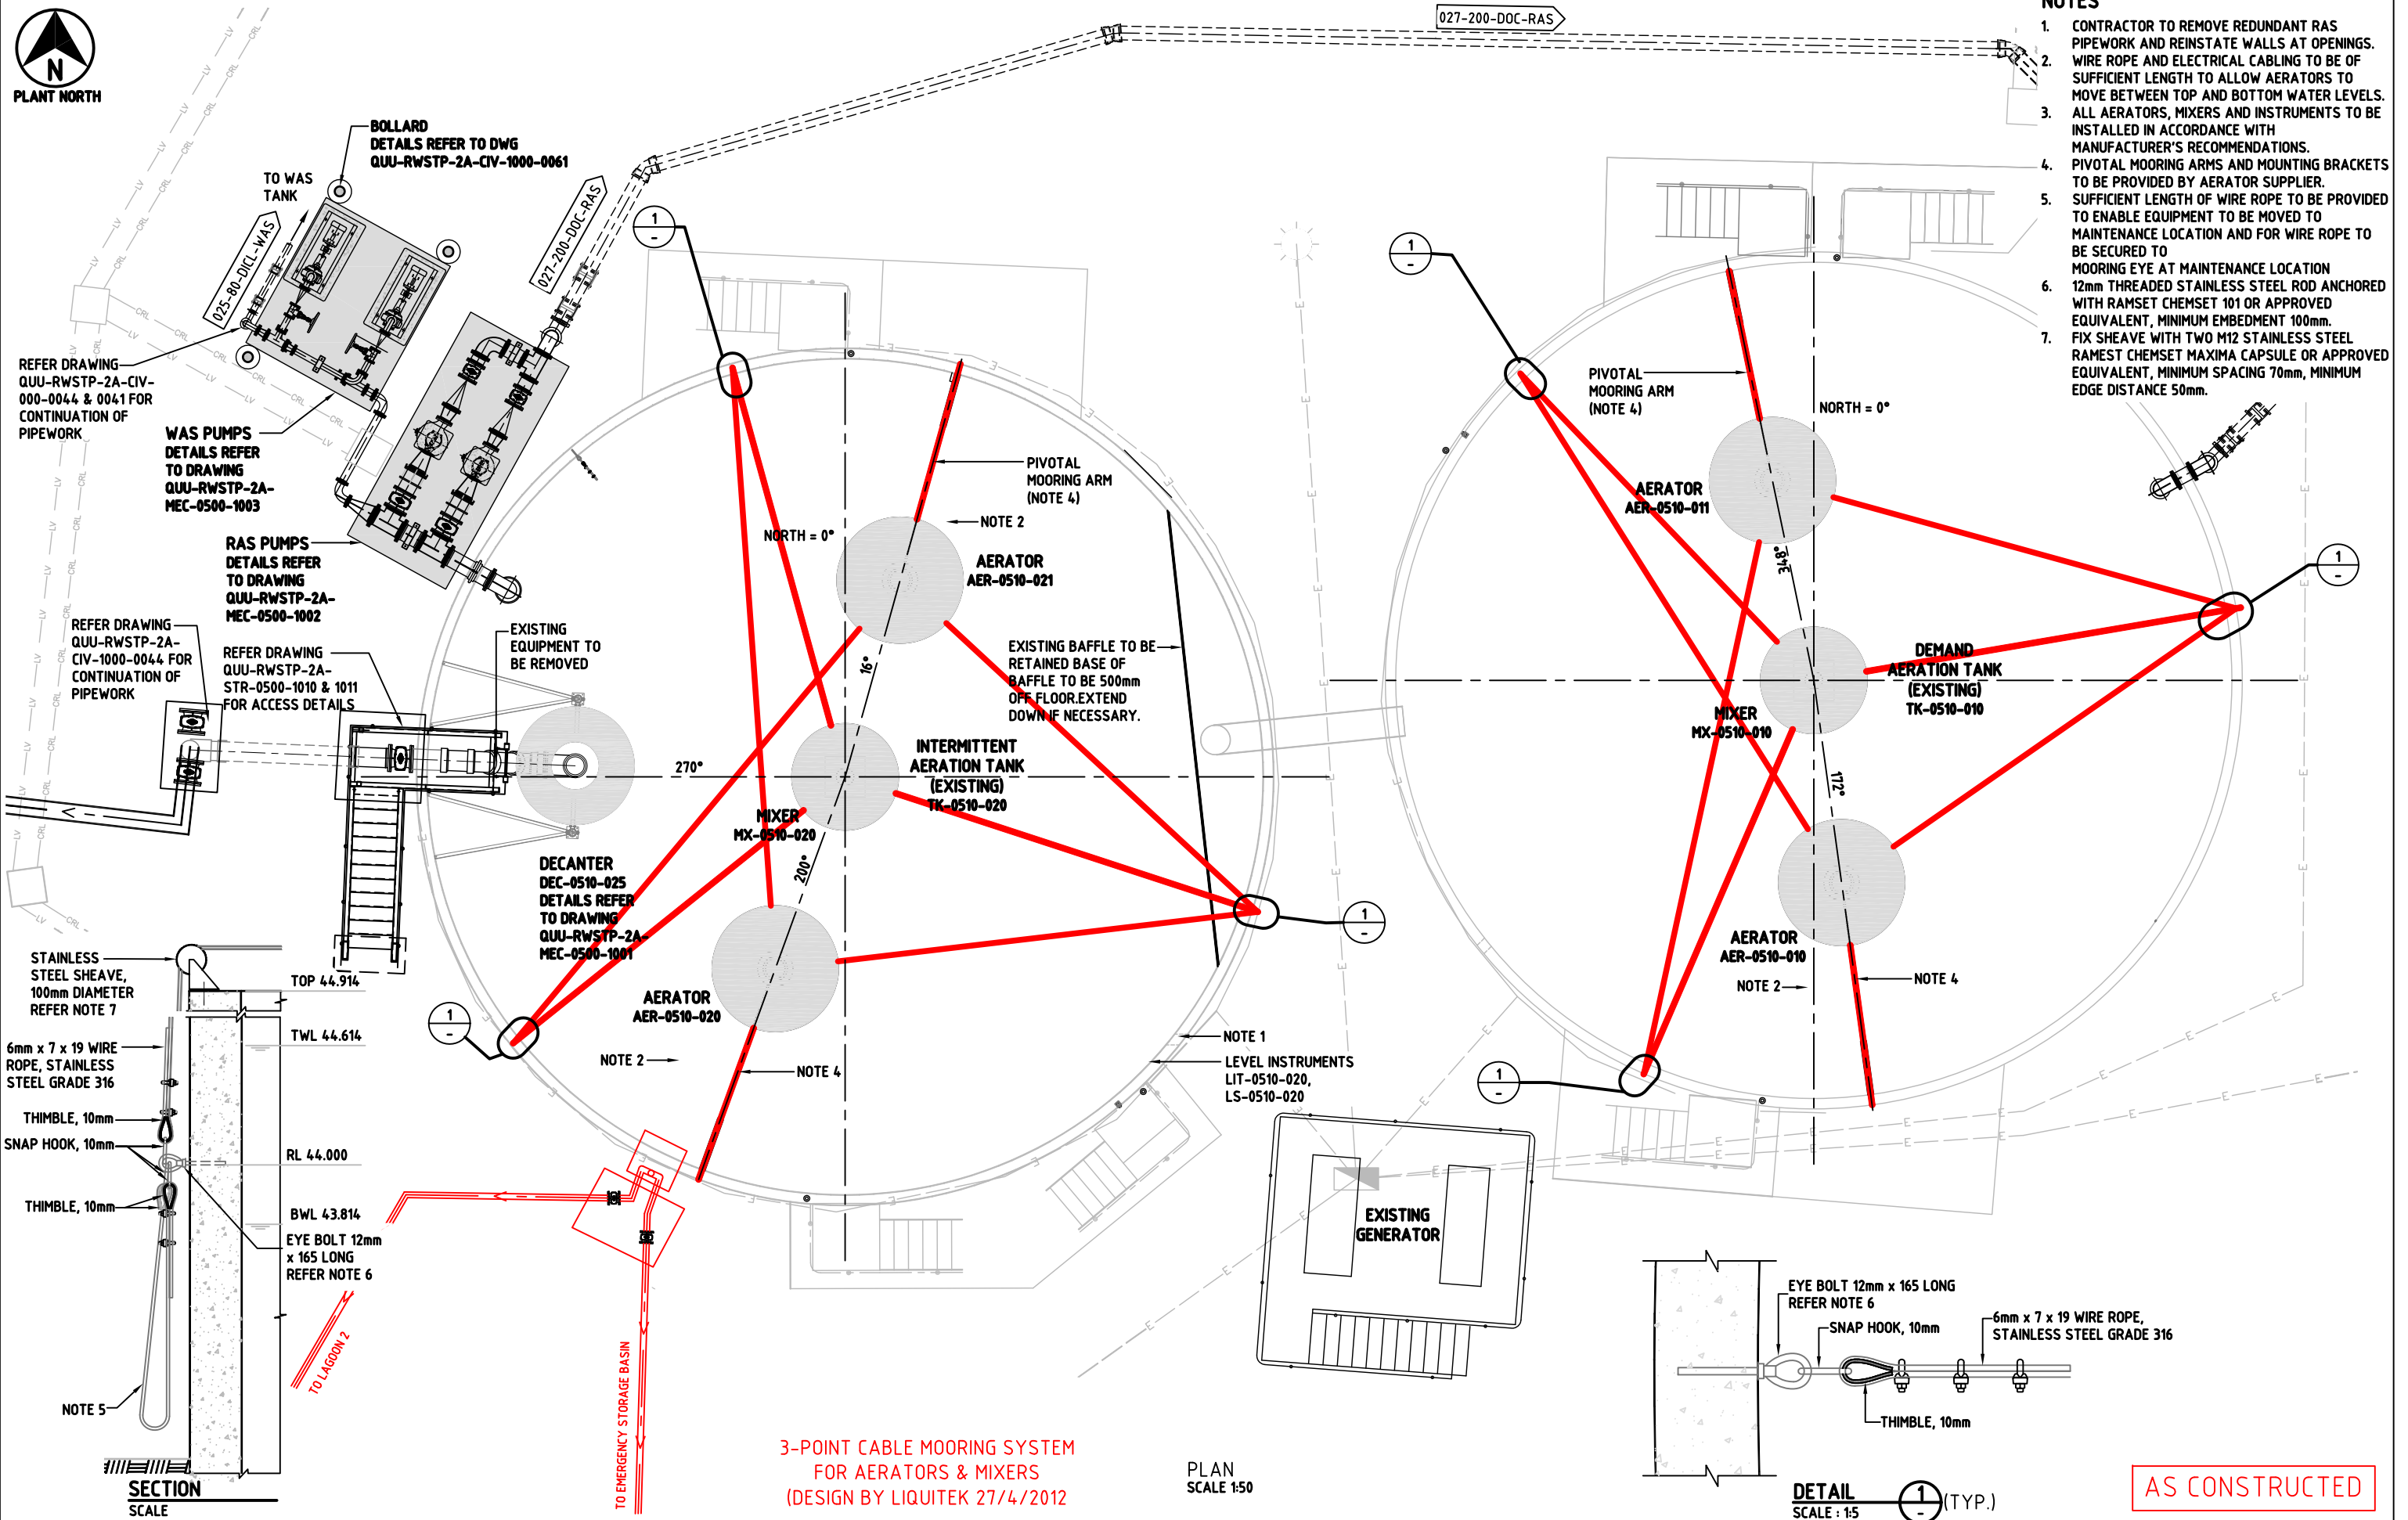 N
PLANT NORTH
027-200-DOC-RAS
NOTES
1. CONTRACTOR TO REMOVE REDUNDANT RAS
PIPEWORK AND REINSTATE WALLS AT OPENINGS.
2. WIRE ROPE AND ELECTRICAL CABLING TO BE OF
SUFFICIENT LENGTH TO ALLOW AERATORS TO
MOVE BETWEEN TOP AND BOTTOM WATER LEVELS.
3. ALL AERATORS, MIXERS AND INSTRUMENTS TO BE
INSTALLED IN ACCORDANCE WITH
MANUFACTURER'S RECOMMENDATIONS.
4. PIVOTAL MOORING ARMS AND MOUNTING BRACKETS
TO BE PROVIDED BY AERATOR SUPPLIER.
5. SUFFICIENT LENGTH OF WIRE ROPE TO BE PROVIDED
TO ENABLE EQUIPMENT TO BE MOVED TO
MAINTENANCE LOCATION AND FOR WIRE ROPE TO
BE SECURED TO
MOORING EYE AT MAINTENANCE LOCATION
6. 12mm THREADED STAINLESS STEEL ROD ANCHORED
WITH RAMSET CHEMSET 101 OR APPROVED
EQUIVALENT, MINIMUM EMBEDMENT 100mm.
7. FIX SHEAVE WITH TWO M12 STAINLESS STEEL
RAMEST CHEMSET MAXIMA CAPSULE OR APPROVED
EQUIVALENT, MINIMUM SPACING 70mm, MINIMUM
EDGE DISTANCE 50mm.
BOLLARD
DETAILS REFER TO DWG
QUU-RWSTP-2A-CIV-1000-0061
TO WAS
TANK
025-80-DICL-WAS
027-200-DOC-RAS
REFER DRAWING
QUU-RWSTP-2A-CIV-
000-0044 & 0041 FOR
CONTINUATION OF
PIPEWORK
WAS PUMPS
DETAILS REFER
TO DRAWING
QUU-RWSTP-2A-
MEC-0500-1003
RAS PUMPS
DETAILS REFER
TO DRAWING
QUU-RWSTP-2A-
MEC-0500-1002
REFER DRAWING
QUU-RWSTP-2A-
CIV-1000-0044 FOR
CONTINUATION OF
PIPEWORK
REFER DRAWING
QUU-RWSTP-2A-
STR-0500-1010 & 1011
FOR ACCESS DETAILS
EXISTING
EQUIPMENT TO
BE REMOVED
1
-
PIVOTAL
MOORING ARM
(NOTE 4)
NOTE 2
NORTH = 0°
AERATOR
AER-0510-021
16°
EXISTING BAFFLE TO BE
RETAINED BASE OF
BAFFLE TO BE 500mm
OFF FLOOR.EXTEND
DOWN IF NECESSARY.
INTERMITTENT
AERATION TANK
(EXISTING)
TK-0510-020
270°
MIXER
MX-0510-020
200°
DECANTER
DEC-0510-025
DETAILS REFER
TO DRAWING
QUU-RWSTP-2A-
MEC-0500-1001
AERATOR
AER-0510-020
1
-
1
-
NOTE 2
NOTE 4
NOTE 1
LEVEL INSTRUMENTS
LIT-0510-020,
LS-0510-020
1
-
PIVOTAL
MOORING ARM
(NOTE 4)
NORTH = 0°
AERATOR
AER-0510-011
348°
1
-
DEMAND
AERATION TANK
(EXISTING)
TK-0510-010
MIXER
MX-0510-010
172°
AERATOR
AER-0510-010
NOTE 2
NOTE 4
1
-
EXISTING
GENERATOR
STAINLESS
STEEL SHEAVE,
100mm DIAMETER
REFER NOTE 7
6mm x 7 x 19 WIRE
ROPE, STAINLESS
STEEL GRADE 316
THIMBLE, 10mm
SNAP HOOK, 10mm
THIMBLE, 10mm
TOP 44.914
TWL 44.614
RL 44.000
BWL 43.814
EYE BOLT 12mm
x 165 LONG
REFER NOTE 6
NOTE 5
SECTION
SCALE
TO LAGOON 2
TO EMERGENCY STORAGE BASIN
3-POINT CABLE MOORING SYSTEM
FOR AERATORS & MIXERS
(DESIGN BY LIQUITEK 27/4/2012
PLAN
SCALE 1:50
EYE BOLT 12mm x 165 LONG
REFER NOTE 6
SNAP HOOK, 10mm
6mm x 7 x 19 WIRE ROPE,
STAINLESS STEEL GRADE 316
THIMBLE, 10mm
DETAIL 1 (TYP.)
SCALE : 1:5 -
AS CONSTRUCTED